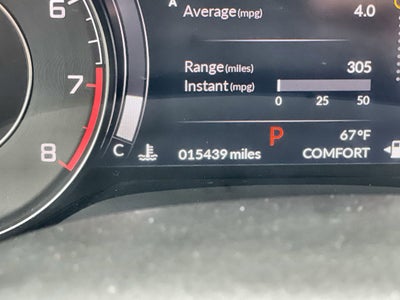 6
A
Average(mpg) 4.0
Range(miles) 305
7
Instant(mpg)
0 25 50
8
C
P
67°F
015439 miles
COMFORT